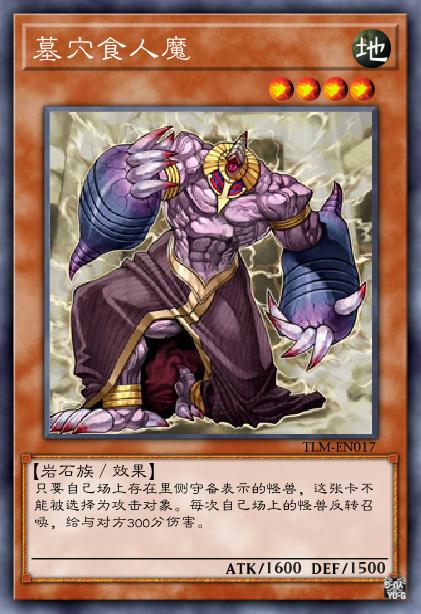 墓穴食人魔
地
TLM-EN017
【岩石族／效果】
只要自己场上存在里侧守备表示的怪兽，这张卡不
能被选择为攻击对象。每次自己场上的怪兽反转召
唤，给与对方300分伤害。
ATK/1600 DEF/1500